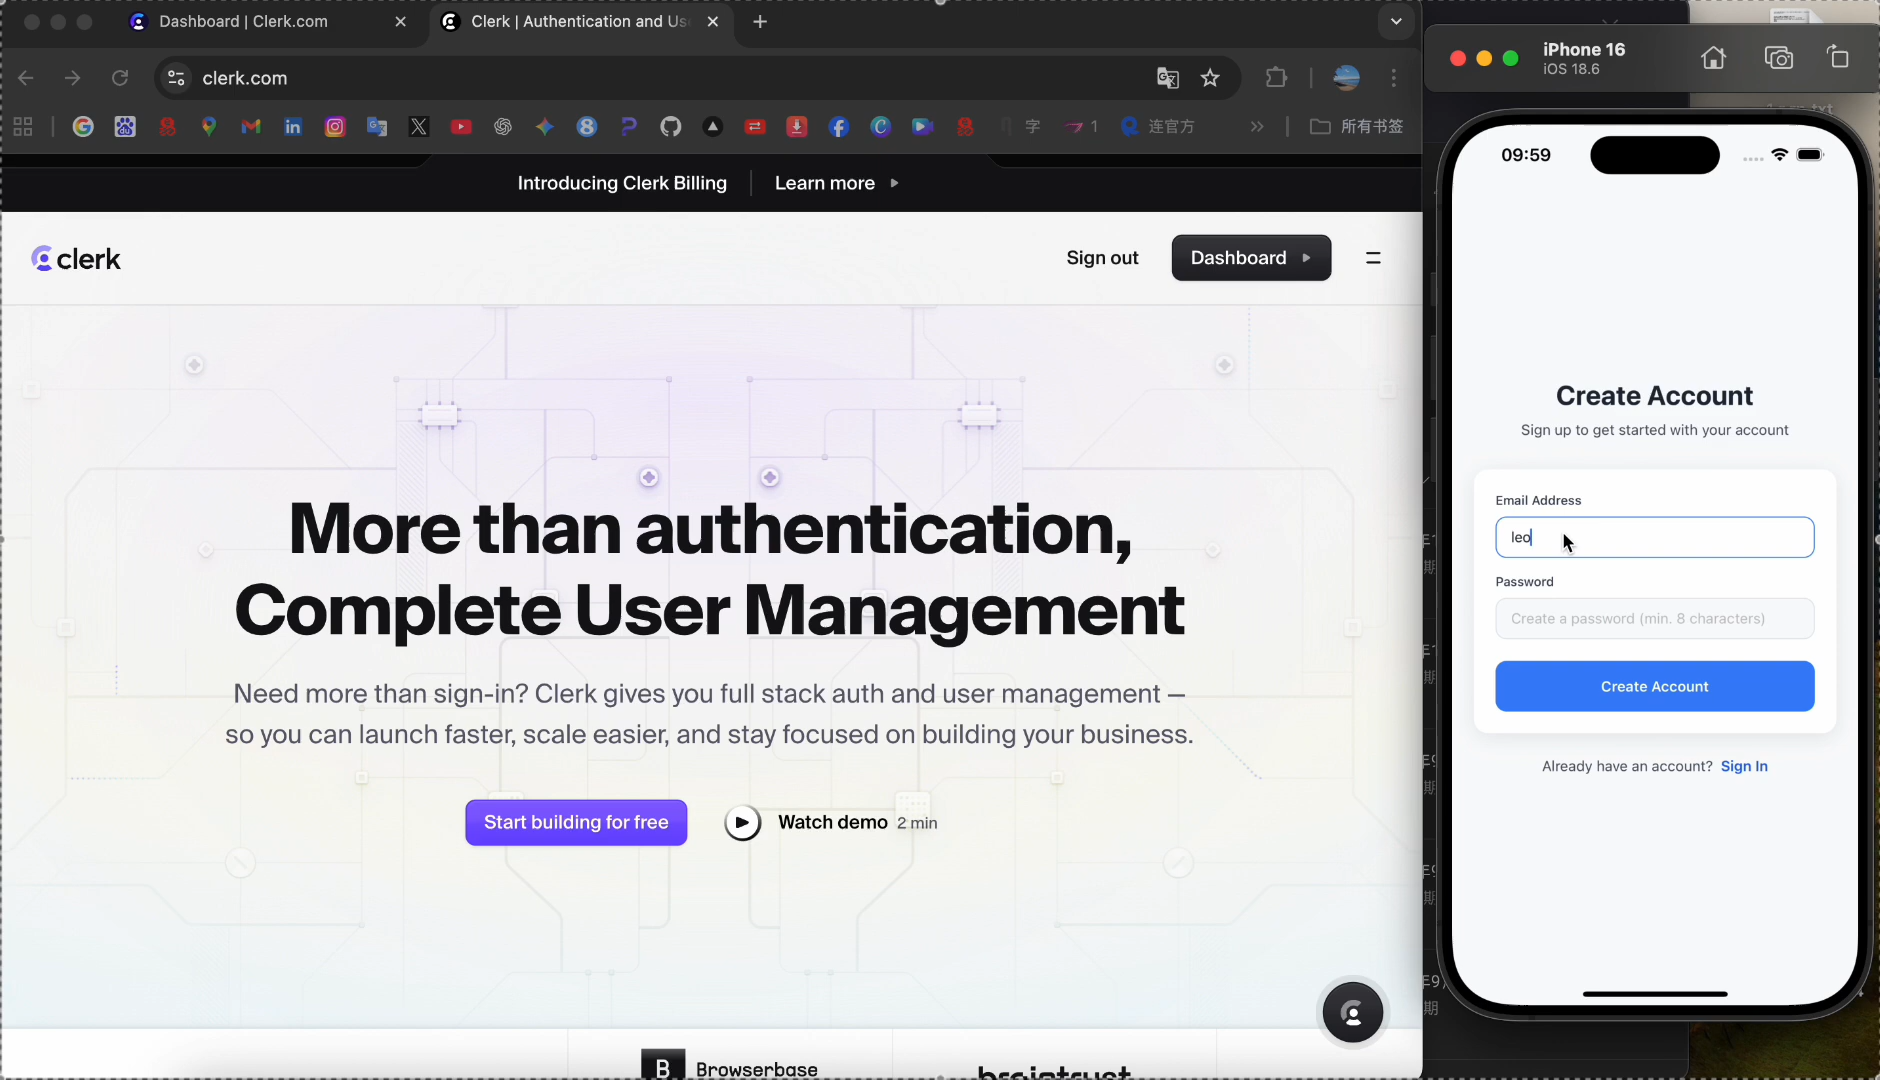 Dashboard | Clerk.com
Clerk | Authentication and Us
clerk.com
字
1
连官方
所有书签
Introducing Clerk Billing
Learn more
clerk
Sign out
Dashboard
More than authentication,
Complete User Management
Need more than sign-in? Clerk gives you full stack auth and user management —
so you can launch faster, scale easier, and stay focused on building your business.
Start building for free
Watch demo 2 min
B Browserbase
braintrust
iPhone 16
iOS 18.6
09:59
Create Account
Sign up to get started with your account
Email Address
leo
Password
Create a password (min. 8 characters)
Create Account
Already have an account? Sign In